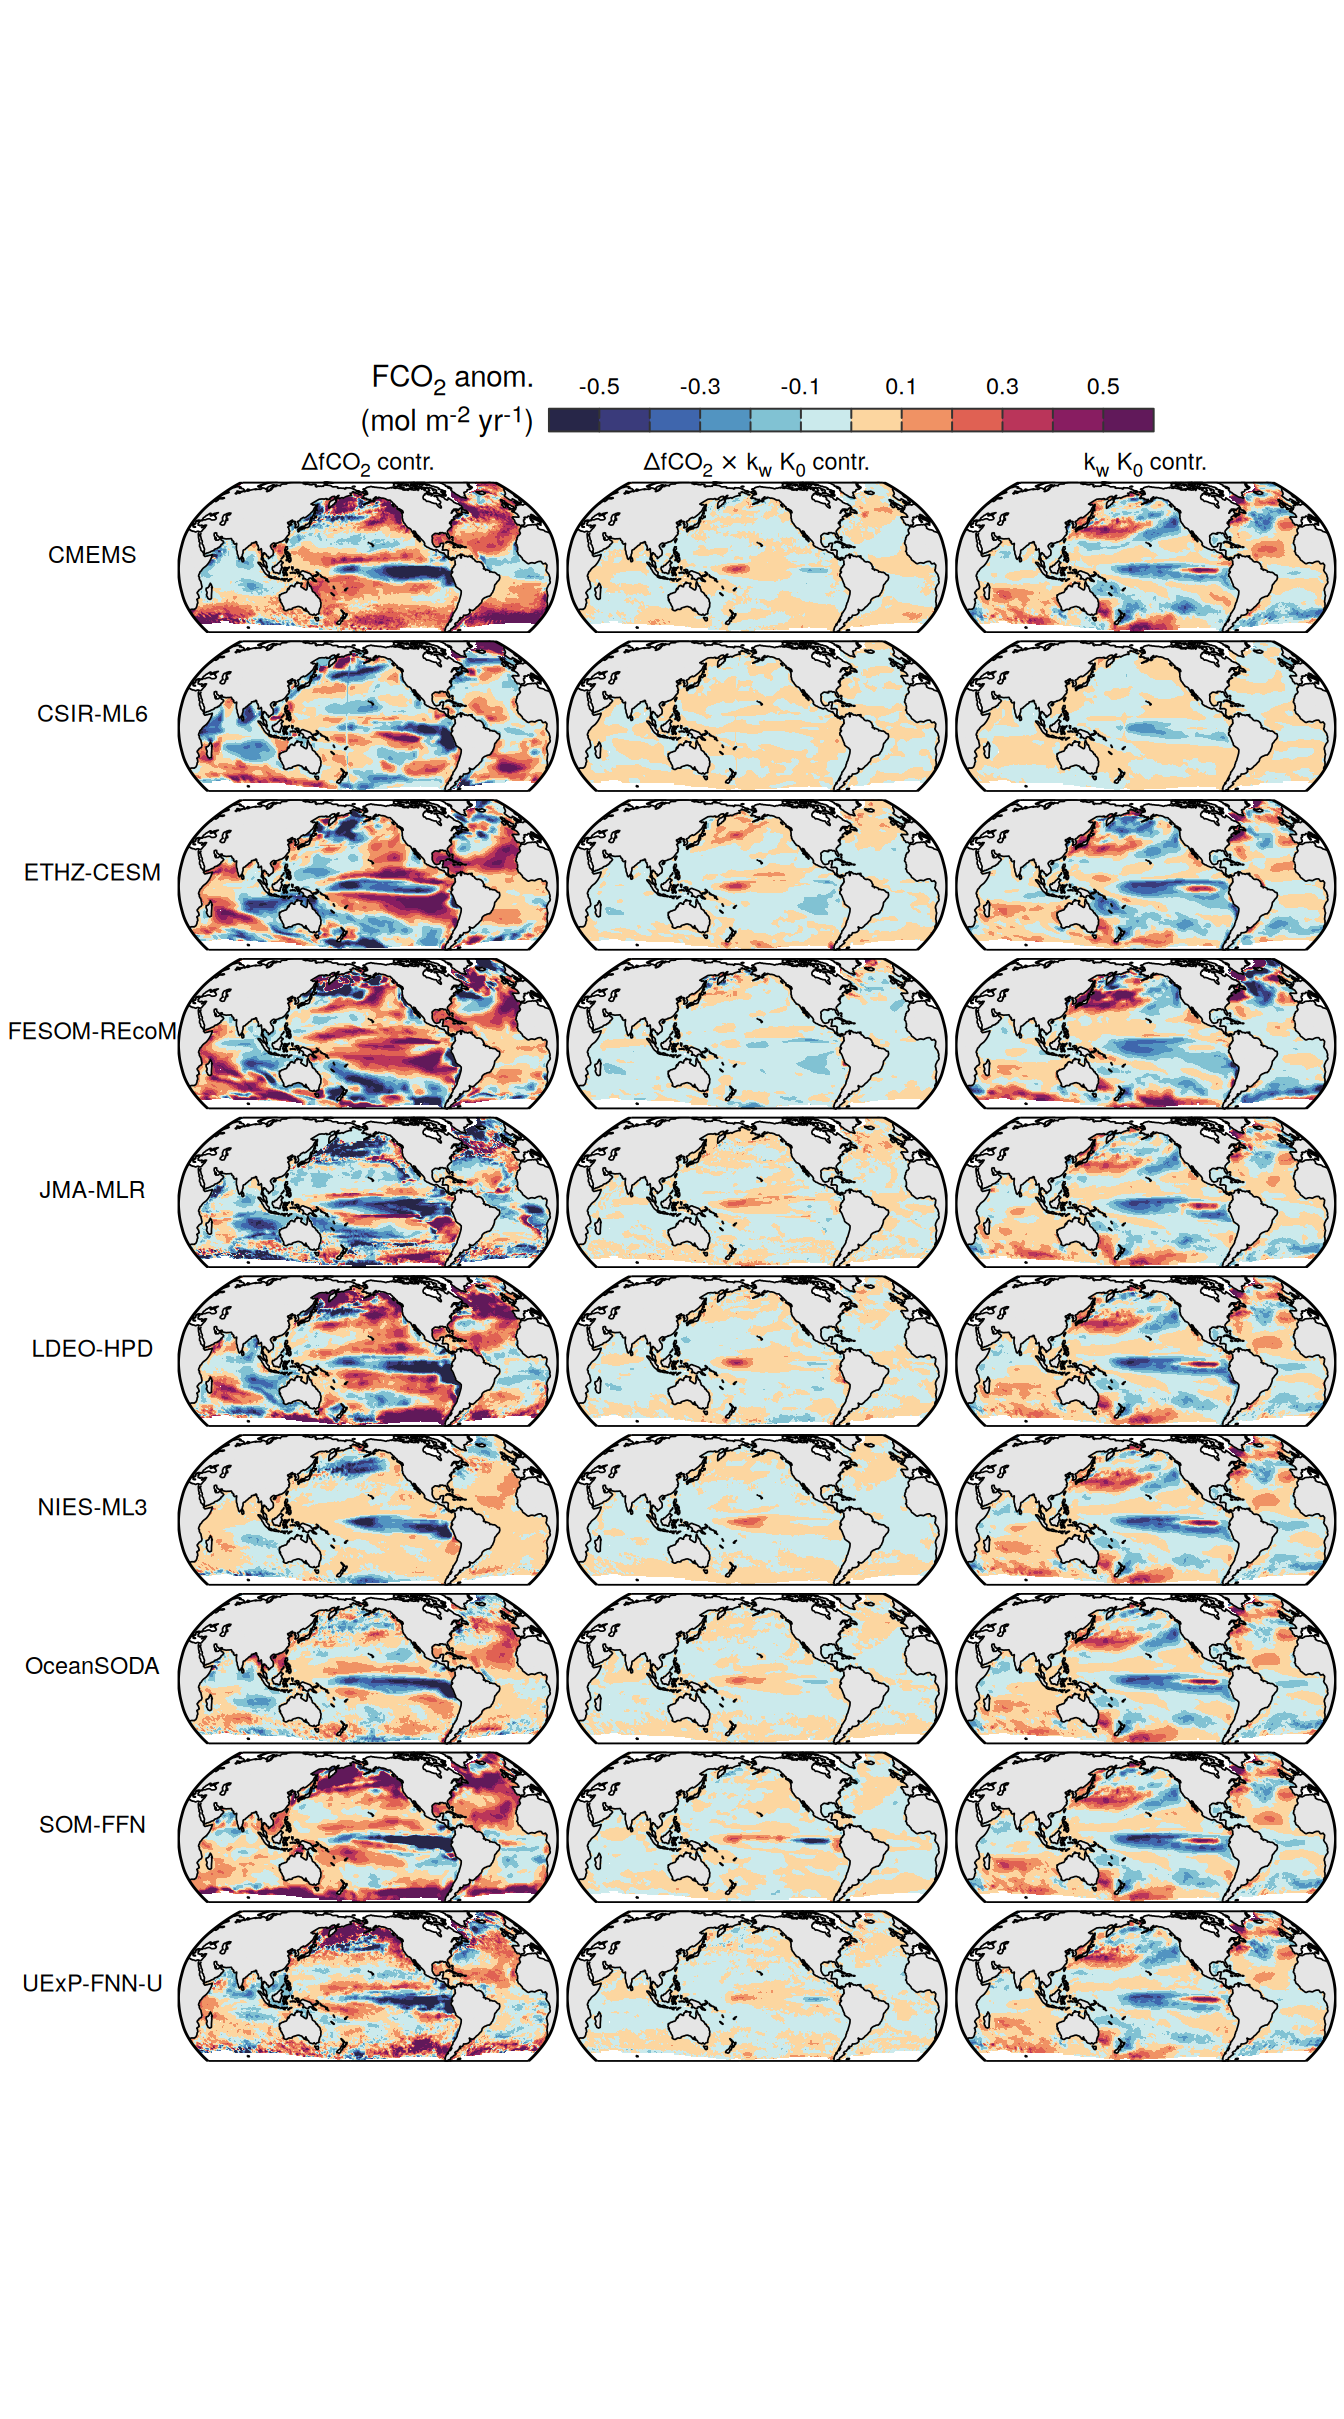 FCO₂ anom.
(mol m⁻² yr⁻¹)
-0.5 -0.3 -0.1 0.1 0.3 0.5
ΔfCO₂ contr. ΔfCO₂ × k_w K₀ contr. k_w K₀ contr.
CMEMS
CSIR-ML6
ETHZ-CESM
FESOM-REcoM
JMA-MLR
LDEO-HPD
NIES-ML3
OceanSODA
SOM-FFN
UExP-FNN-U